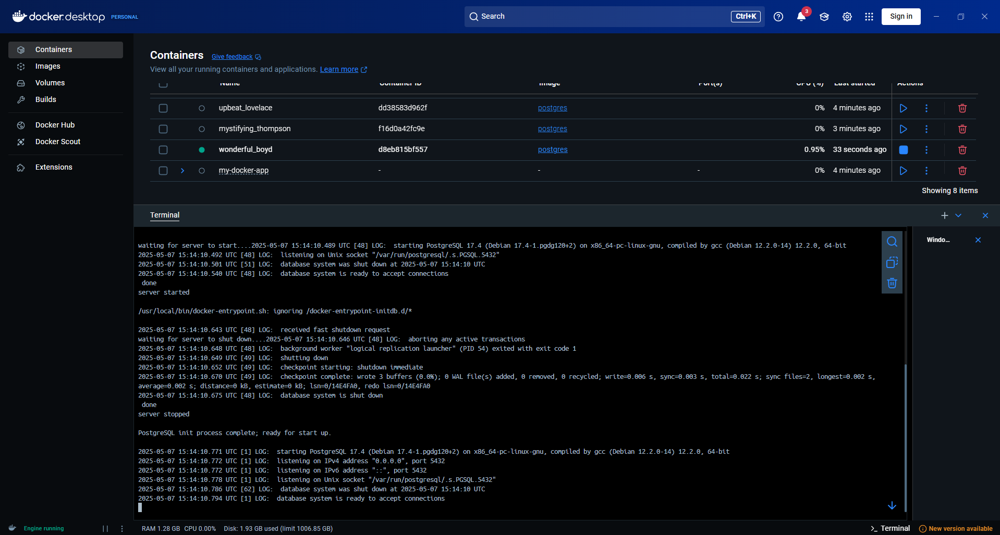 docker.desktop PERSONAL
Search Ctrl+K
3
Sign in
Containers
Images
Volumes
Builds
Docker Hub
Docker Scout
Extensions
Containers Give feedback
View all your running containers and applications. Learn more
Name Container ID Image Port(s) CPU (%) Last started Actions
upbeat_lovelace dd38583d962f postgres 0% 4 minutes ago
mystifying_thompson f16d0a42fc9e postgres 0% 3 minutes ago
wonderful_boyd d8eb815bf557 postgres 0.95% 33 seconds ago
my-docker-app - - - 0% 4 minutes ago
Showing 8 items
Terminal
Windo...
waiting for server to start....2025-05-07 15:14:10.489 UTC [48] LOG:  starting PostgreSQL 17.4 (Debian 17.4-1.pgdg120+2) on x86_64-pc-linux-gnu, compiled by gcc (Debian 12.2.0-14) 12.2.0, 64-bit
2025-05-07 15:14:10.492 UTC [48] LOG:  listening on Unix socket "/var/run/postgresql/.s.PGSQL.5432"
2025-05-07 15:14:10.501 UTC [51] LOG:  database system was shut down at 2025-05-07 15:14:10 UTC
2025-05-07 15:14:10.540 UTC [48] LOG:  database system is ready to accept connections
done
server started
/usr/local/bin/docker-entrypoint.sh: ignoring /docker-entrypoint-initdb.d/*
2025-05-07 15:14:10.643 UTC [48] LOG:  received fast shutdown request
waiting for server to shut down....2025-05-07 15:14:10.646 UTC [48] LOG:  aborting any active transactions
2025-05-07 15:14:10.648 UTC [48] LOG:  background worker "logical replication launcher" (PID 54) exited with exit code 1
2025-05-07 15:14:10.649 UTC [49] LOG:  shutting down
2025-05-07 15:14:10.652 UTC [49] LOG:  checkpoint starting: shutdown immediate
2025-05-07 15:14:10.670 UTC [49] LOG:  checkpoint complete: wrote 3 buffers (0.0%); 0 WAL file(s) added, 0 removed, 0 recycled; write=0.006 s, sync=0.003 s, total=0.022 s; sync files=2, longest=0.002 s,
average=0.002 s; distance=0 kB, estimate=0 kB; lsn=0/14E4FA0, redo lsn=0/14E4FA0
2025-05-07 15:14:10.675 UTC [48] LOG:  database system is shut down
done
server stopped
PostgreSQL init process complete; ready for start up.
2025-05-07 15:14:10.771 UTC [1] LOG:  starting PostgreSQL 17.4 (Debian 17.4-1.pgdg120+2) on x86_64-pc-linux-gnu, compiled by gcc (Debian 12.2.0-14) 12.2.0, 64-bit
2025-05-07 15:14:10.772 UTC [1] LOG:  listening on IPv4 address "0.0.0.0", port 5432
2025-05-07 15:14:10.772 UTC [1] LOG:  listening on IPv6 address "::", port 5432
2025-05-07 15:14:10.778 UTC [1] LOG:  listening on Unix socket "/var/run/postgresql/.s.PGSQL.5432"
2025-05-07 15:14:10.786 UTC [62] LOG:  database system was shut down at 2025-05-07 15:14:10 UTC
2025-05-07 15:14:10.794 UTC [1] LOG:  database system is ready to accept connections
Engine running RAM 1.28 GB CPU 0.00% Disk: 1.93 GB used (limit 1006.85 GB) Terminal New version available